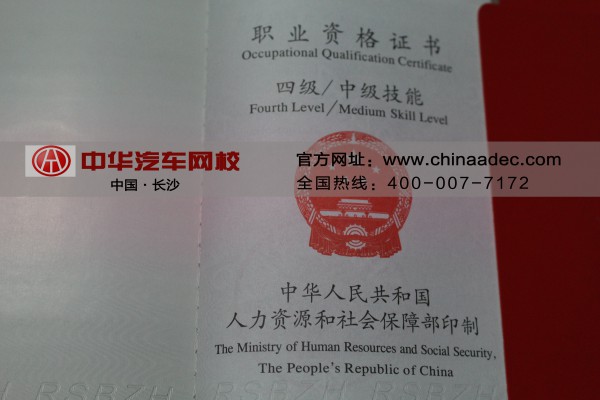 职业资格证书
Occupational Qualification Certificate
四级/中级技能
Fourth Level/Medium Skill Level
中华汽车网校
中国·长沙
官方网址：www.chinaadec.com
全国热线：400-007-7172
中华人民共和国
人力资源和社会保障部印制
The Ministry of Human Resources and Social Security,
The People's Republic of China
RSBZH RSBZH